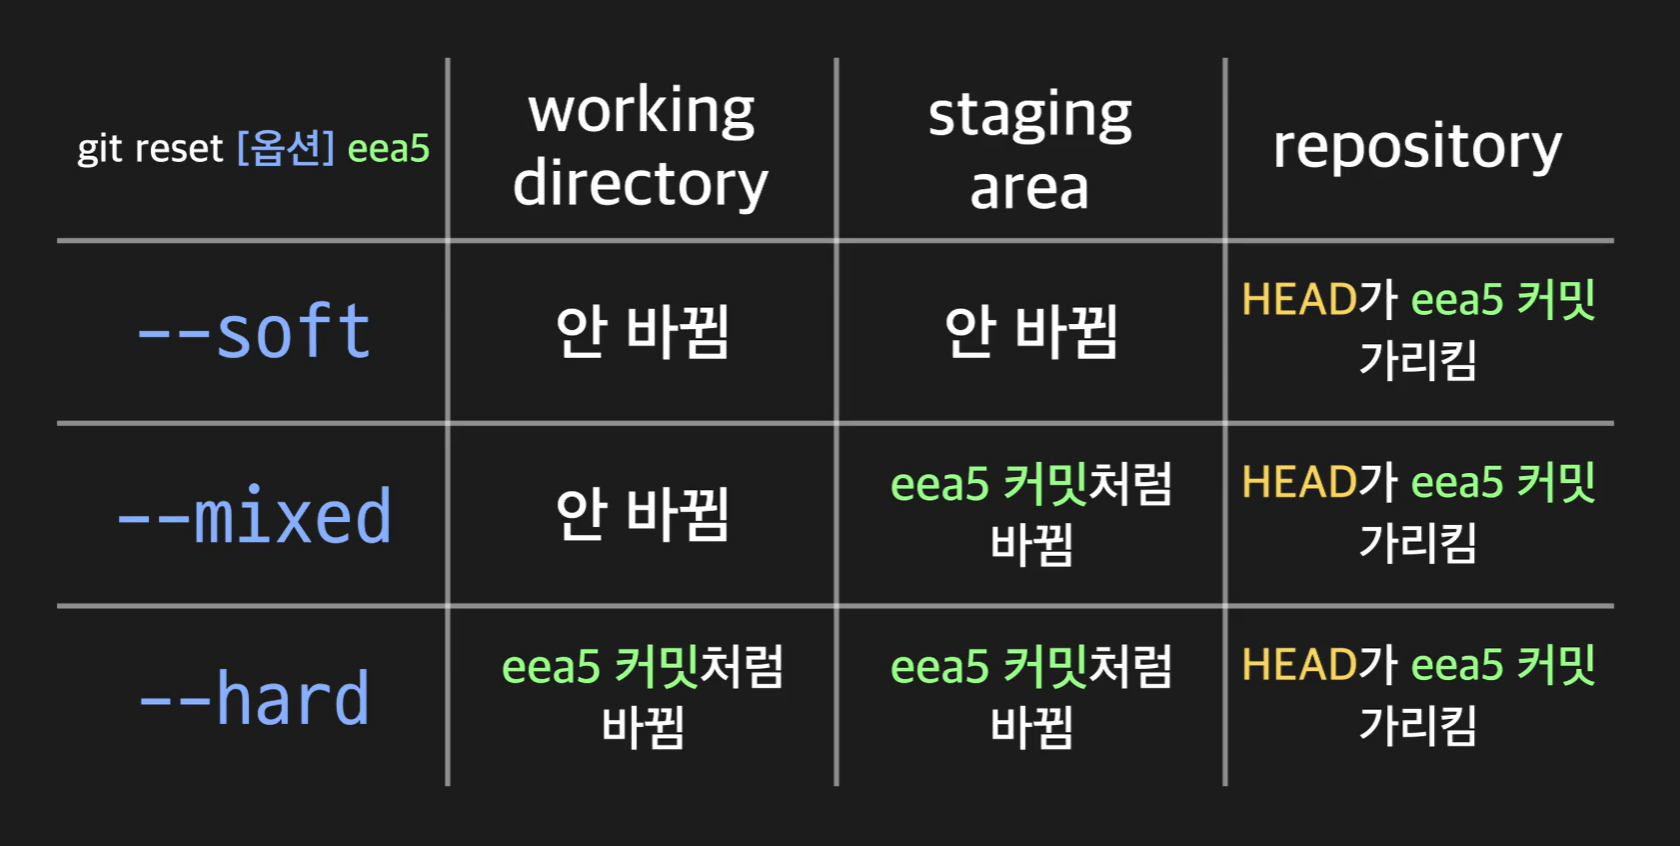 git reset [옵션] eea5
working
directory
staging
area
repository
--soft
안 바뀜
안 바뀜
HEAD가 eea5 커밋
가리킴
--mixed
안 바뀜
eea5 커밋처럼
바뀜
HEAD가 eea5 커밋
가리킴
--hard
eea5 커밋처럼
바뀜
eea5 커밋처럼
바뀜
HEAD가 eea5 커밋
가리킴